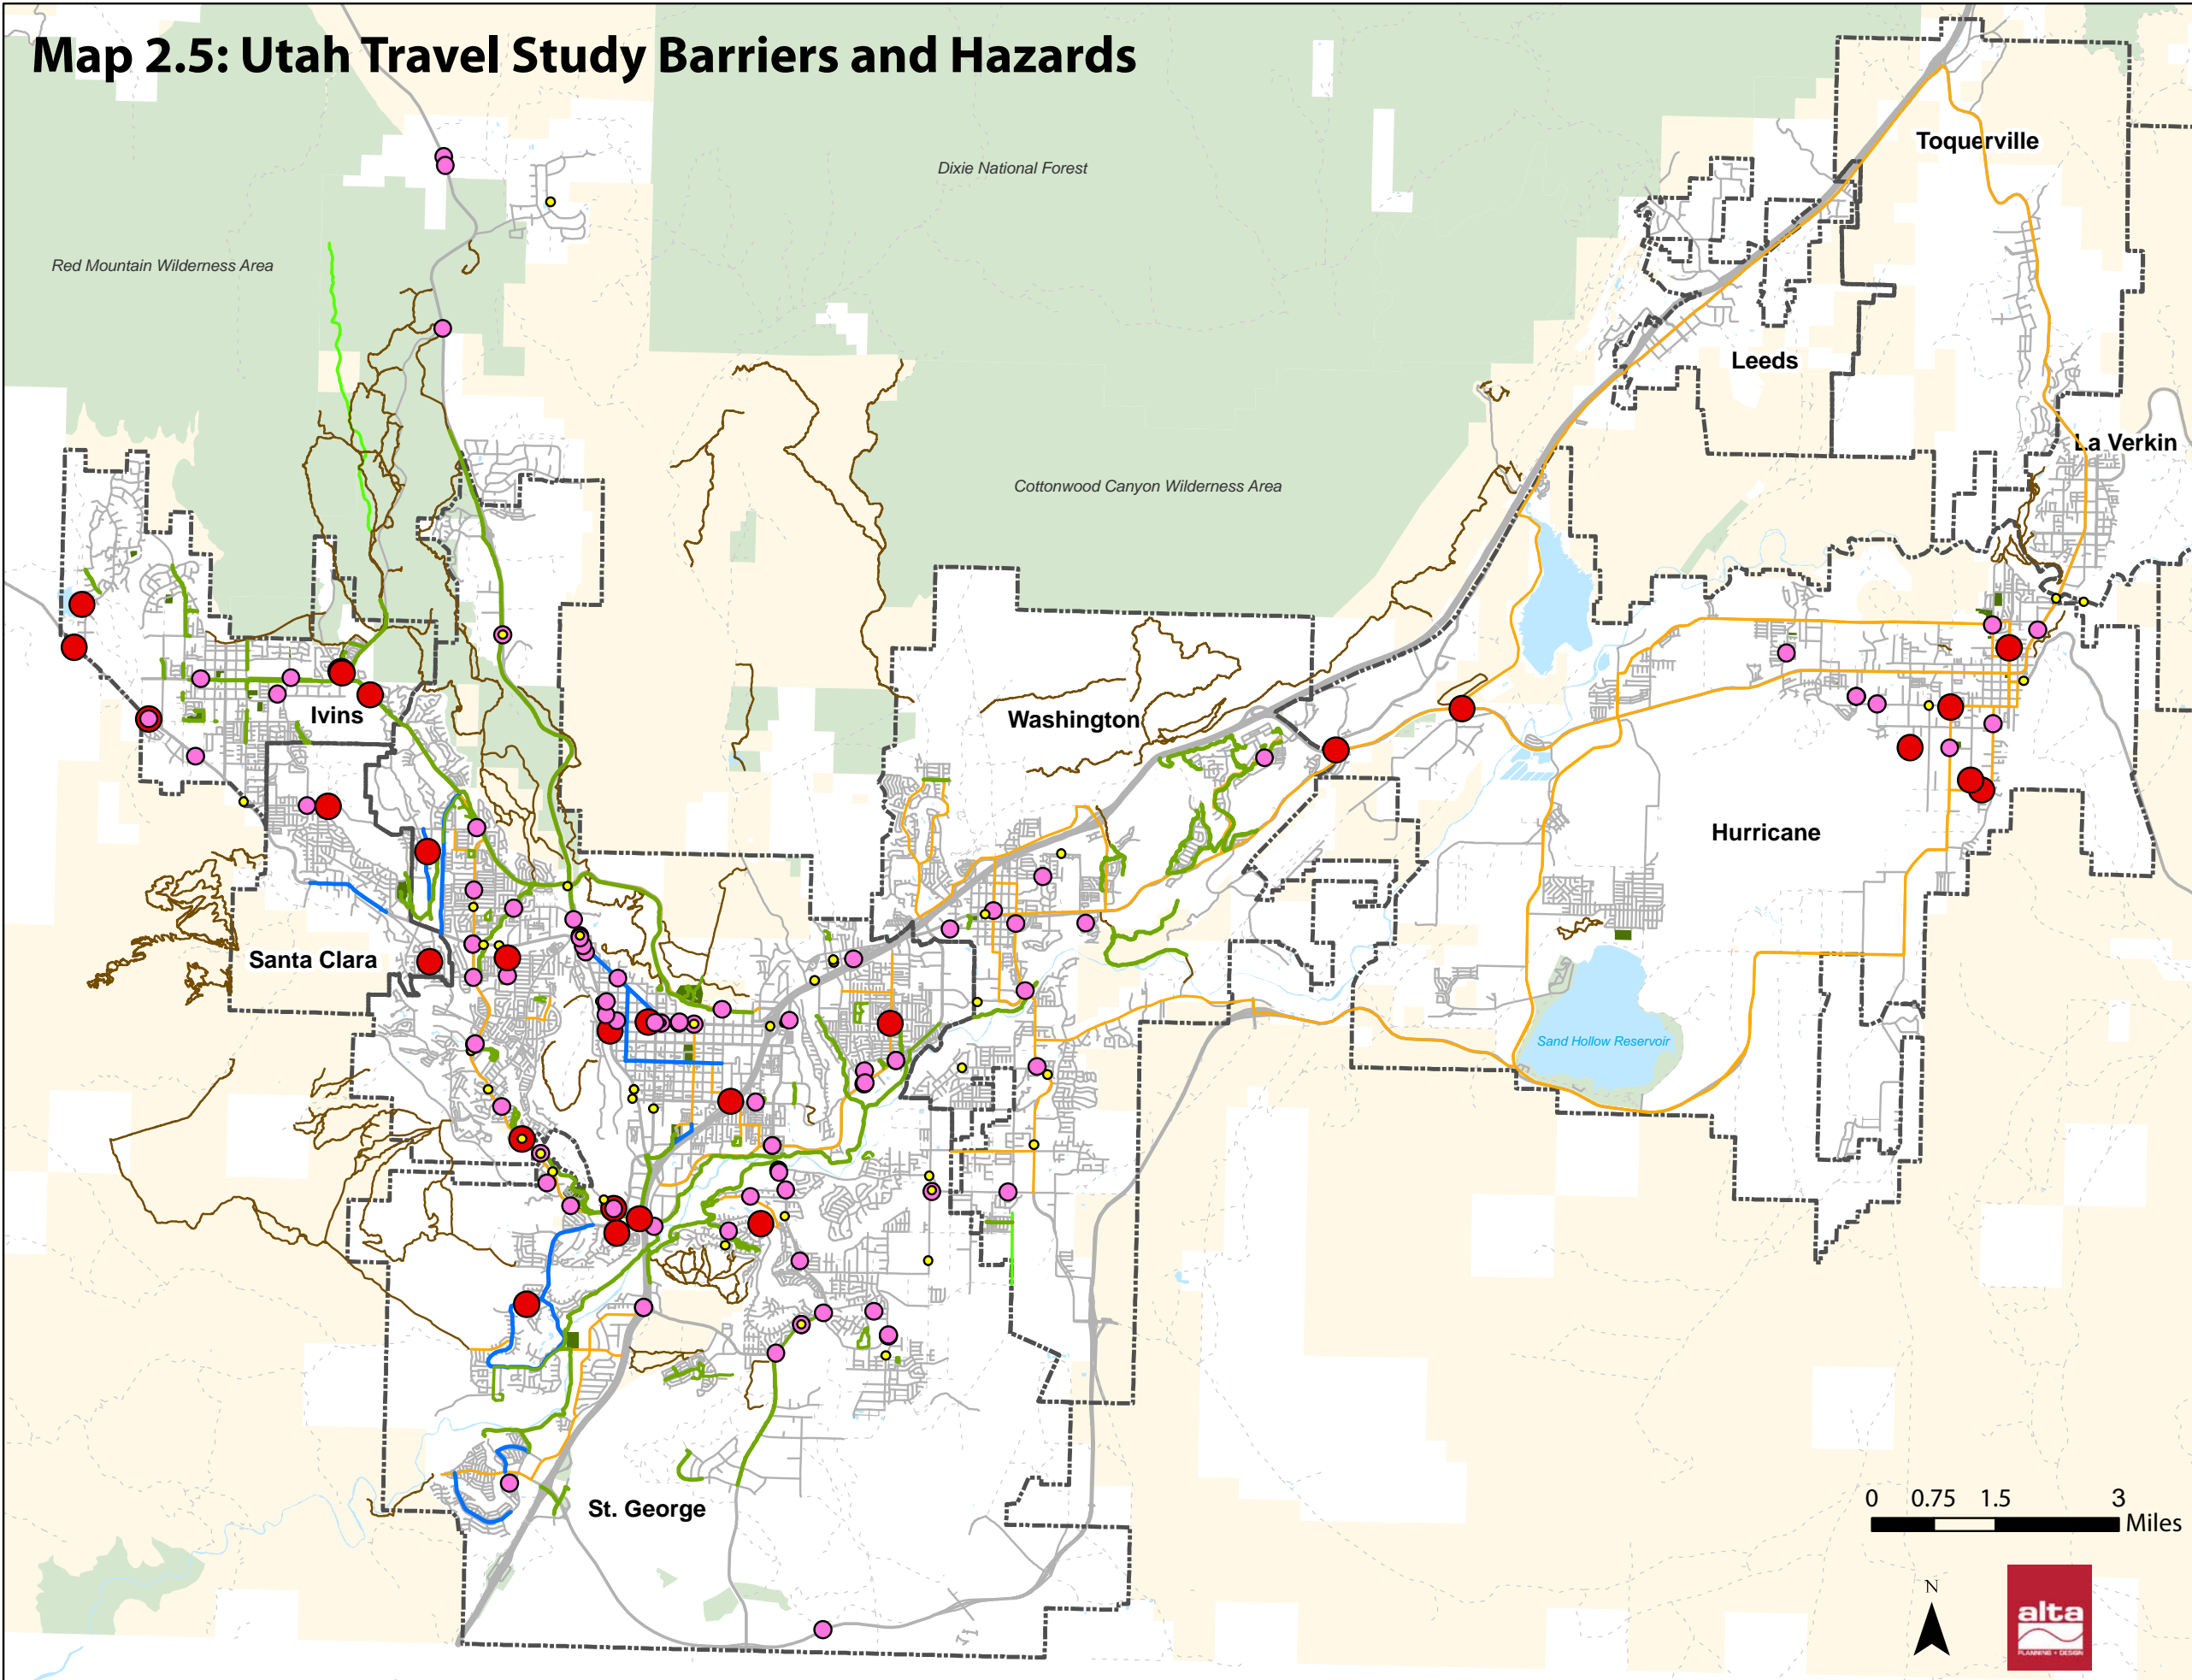 Map 2.5: Utah Travel Study Barriers and Hazards
Toquerville
Dixie National Forest
Red Mountain Wilderness Area
Leeds
La Verkin
Cottonwood Canyon Wilderness Area
Ivins
Washington
Hurricane
Santa Clara
Sand Hollow Reservoir
St. George
0 0.75 1.5 3
Miles
N
alta
PLANNING + DESIGN